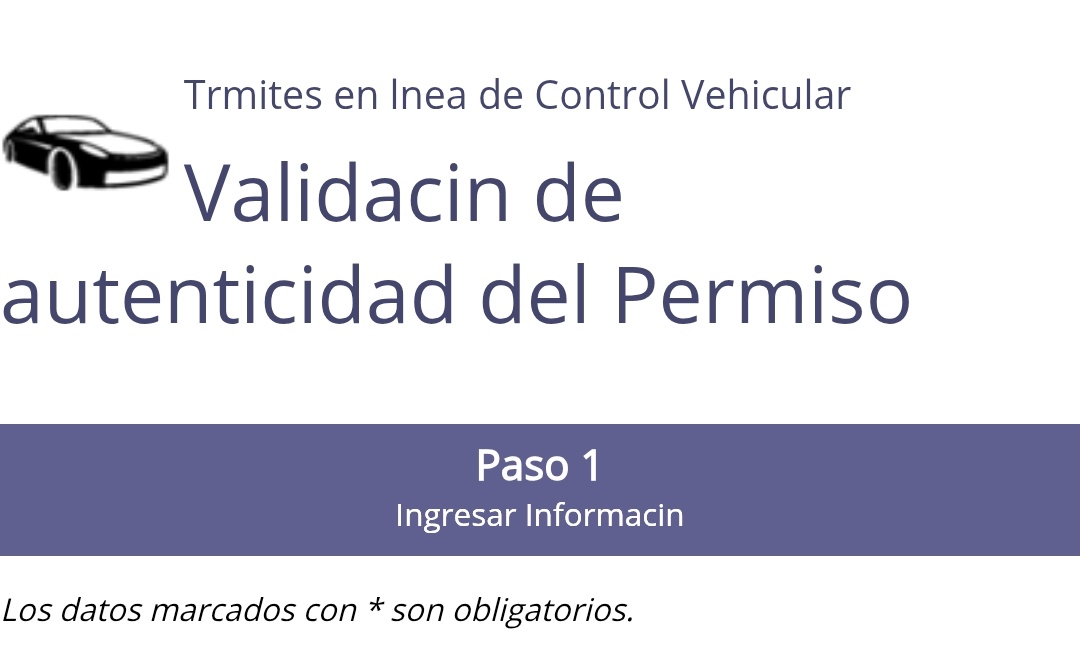 Trmites en lnea de Control Vehicular
Validacin de
autenticidad del Permiso
Paso 1
Ingresar Informacin
Los datos marcados con * son obligatorios.